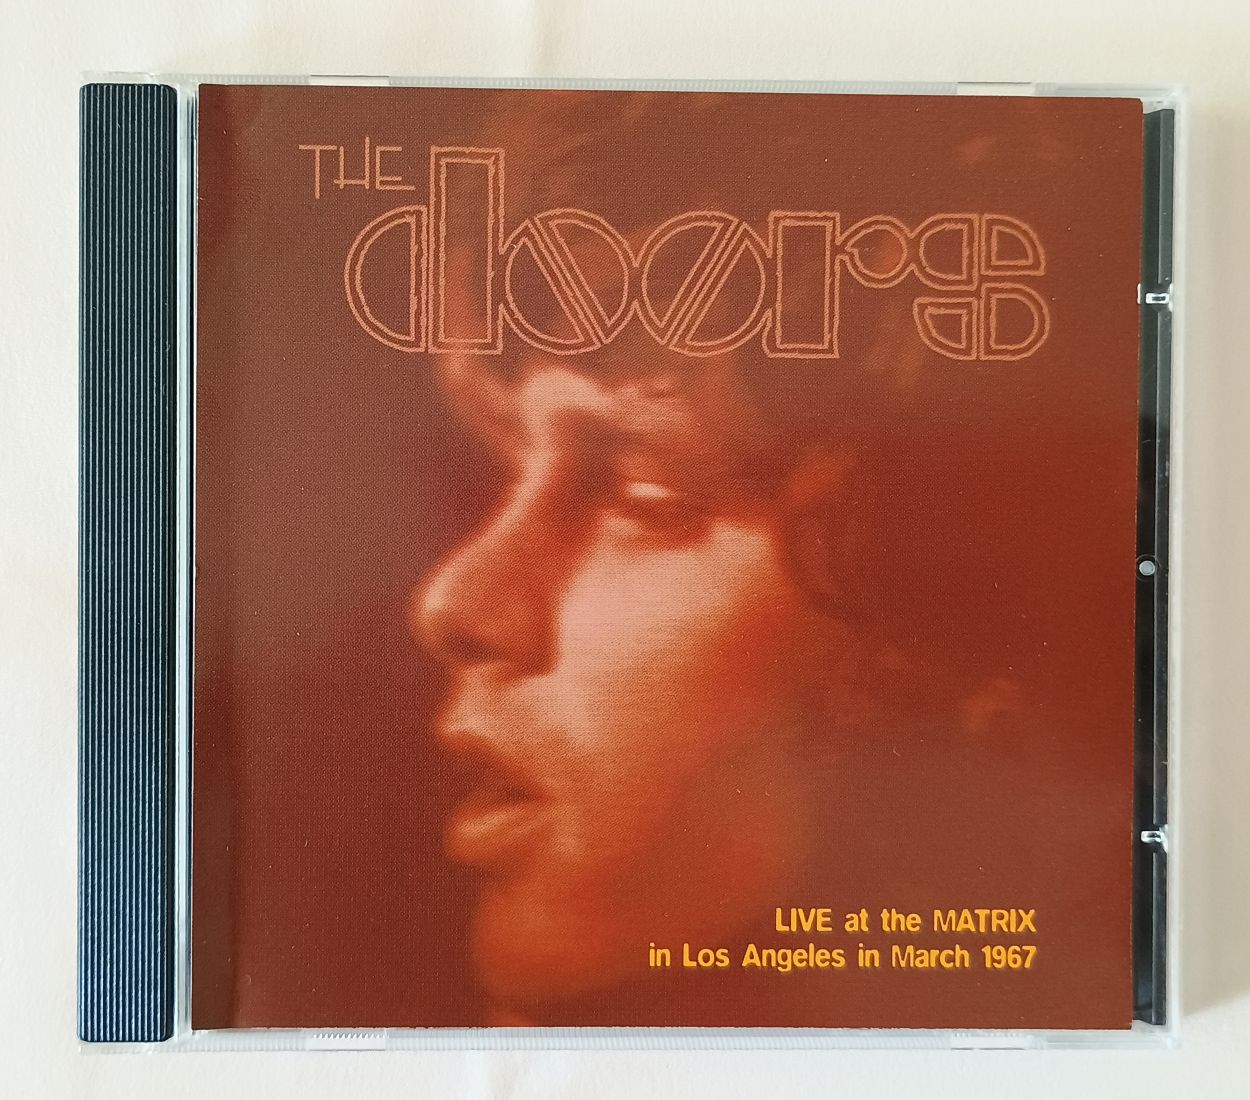 THE
doors
LIVE at the MATRIX
in Los Angeles in March 1967